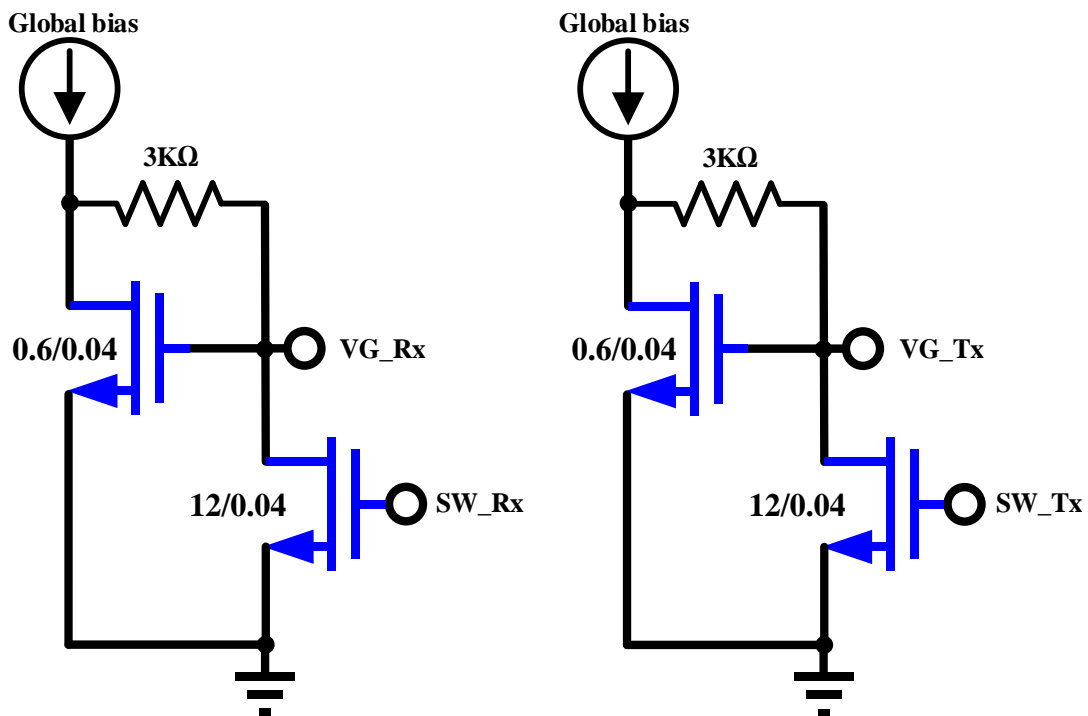 Global bias
Global bias
3KΩ
3KΩ
0.6/0.04
VG_Rx
0.6/0.04
VG_Tx
12/0.04
SW_Rx
12/0.04
SW_Tx